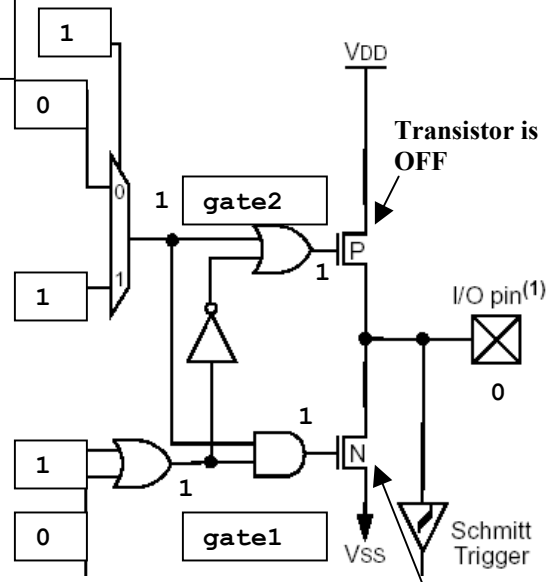 1
VDD
0
Transistor is
OFF
0
1
gate2
P
1
1
1
I/O pin(1)
0
1
N
1
1
0
gate1
VSS
Schmitt
Trigger